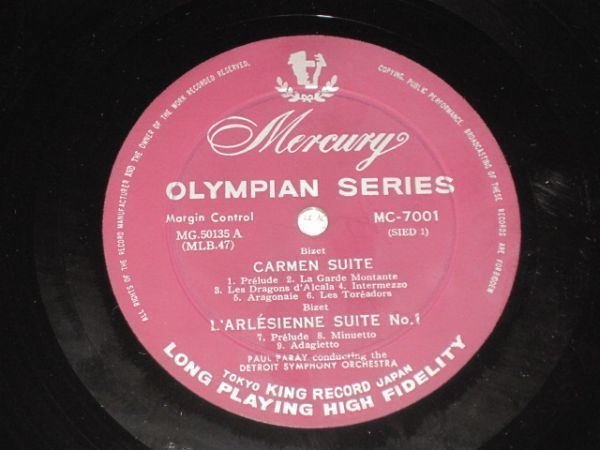 ALL RIGHTS OF THE RECORD MANUFACTURER AND THE OWNER OF THE WORK RECORDED RESERVED.
COPYING, PUBLIC PERFORMANCE, BROADCASTING OF THESE RECORDS ARE FORBIDDEN
Mercury
OLYMPIAN SERIES
Margin Control
MG.50135 A
(MLB.47)
MC-7001
(SIED 1)
Bizet
CARMEN SUITE
1. Prélude 2. La Garde Montante
3. Les Dragons d'Alcala 4. Intermezzo
5. Aragonaie 6. Les Toréadors
Bizet
L'ARLÉSIENNE SUITE No.1
7. Prélude 8. Minuetto
9. Adagietto
PAUL PARAY conducting the
DETROIT SYMPHONY ORCHESTRA
TOKYO KING RECORD JAPAN
LONG PLAYING HIGH FIDELITY